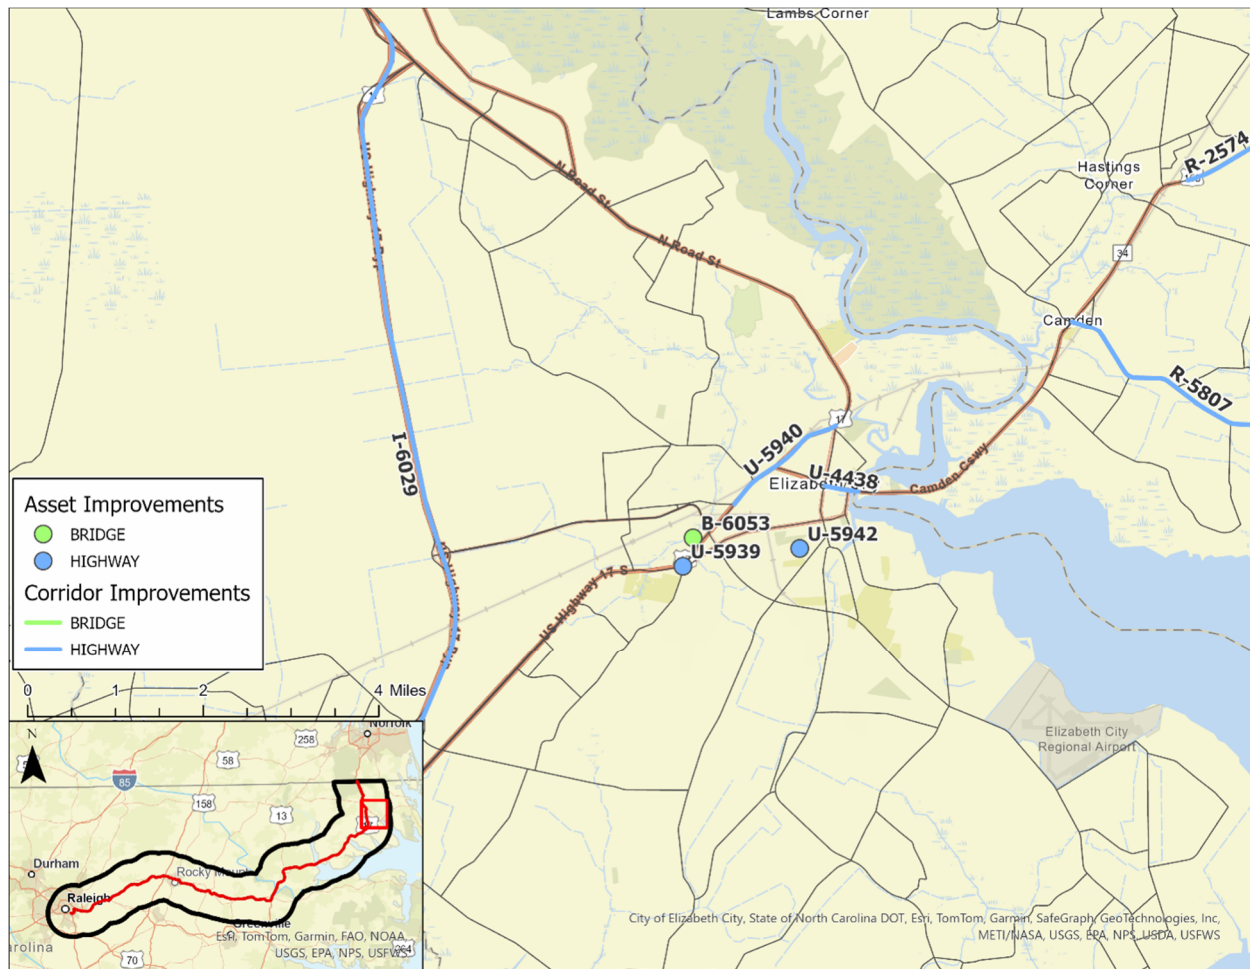 Lambs Corner
N Road St
N Road St
Hastings
Corner
R-2574
34
Camden
R-5807
I-6029
17
U-5940
U-4438
Camden Cswy
B-6053
U-5939
U-5942
US Highway 17 S
Elizabeth City
Regional Airport
Asset Improvements
BRIDGE
HIGHWAY
Corridor Improvements
BRIDGE
HIGHWAY
0 1 2 4 Miles
N
Norfolk
258
58
85
158
13
17
Durham
Raleigh
Rocky Mount
Greenville
arolina
70
264
Esri, TomTom, Garmin, FAO, NOAA,
USGS, EPA, NPS, USFWS
City of Elizabeth City, State of North Carolina DOT, Esri, TomTom, Garmin, SafeGraph, GeoTechnologies, Inc,
METI/NASA, USGS, EPA, NPS, USDA, USFWS